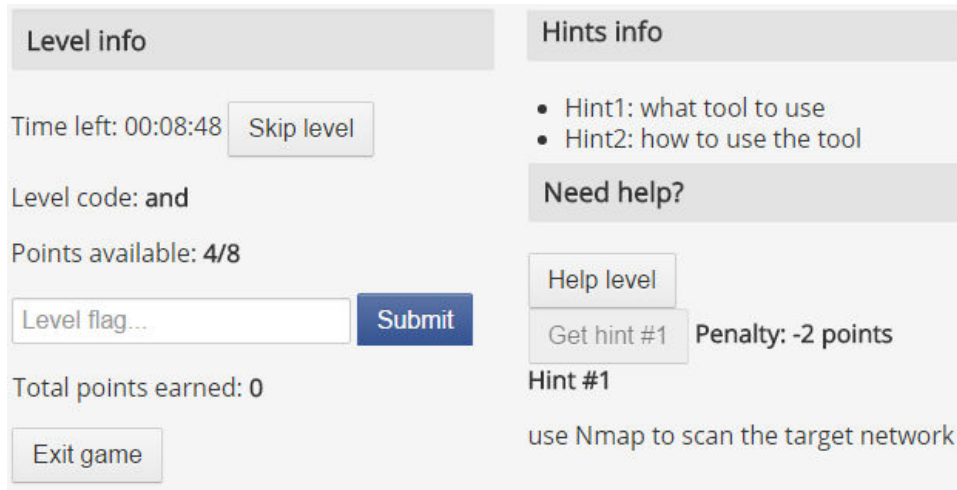 Level info
Time left: 00:08:48 Skip level
Level code: and
Points available: 4/8
Level flag... Submit
Total points earned: 0
Exit game
Hints info
• Hint1: what tool to use
• Hint2: how to use the tool
Need help?
Help level
Get hint #1 Penalty: -2 points
Hint #1
use Nmap to scan the target network